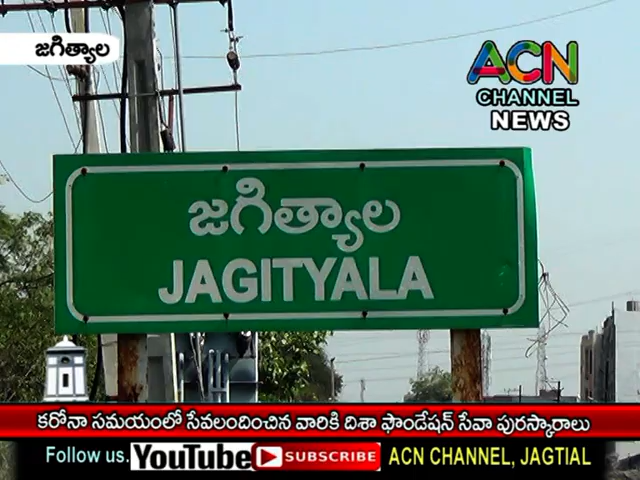 జగిత్యాల
ACN
CHANNEL
NEWS
జగిత్యాల
JAGITYALA
కరోనా సమయంలో సేవలందించిన వారికి దిశా ఫౌండేషన్ సేవా పురస్కారాలు
Follow us. YouTube SUBSCRIBE ACN CHANNEL, JAGTIAL